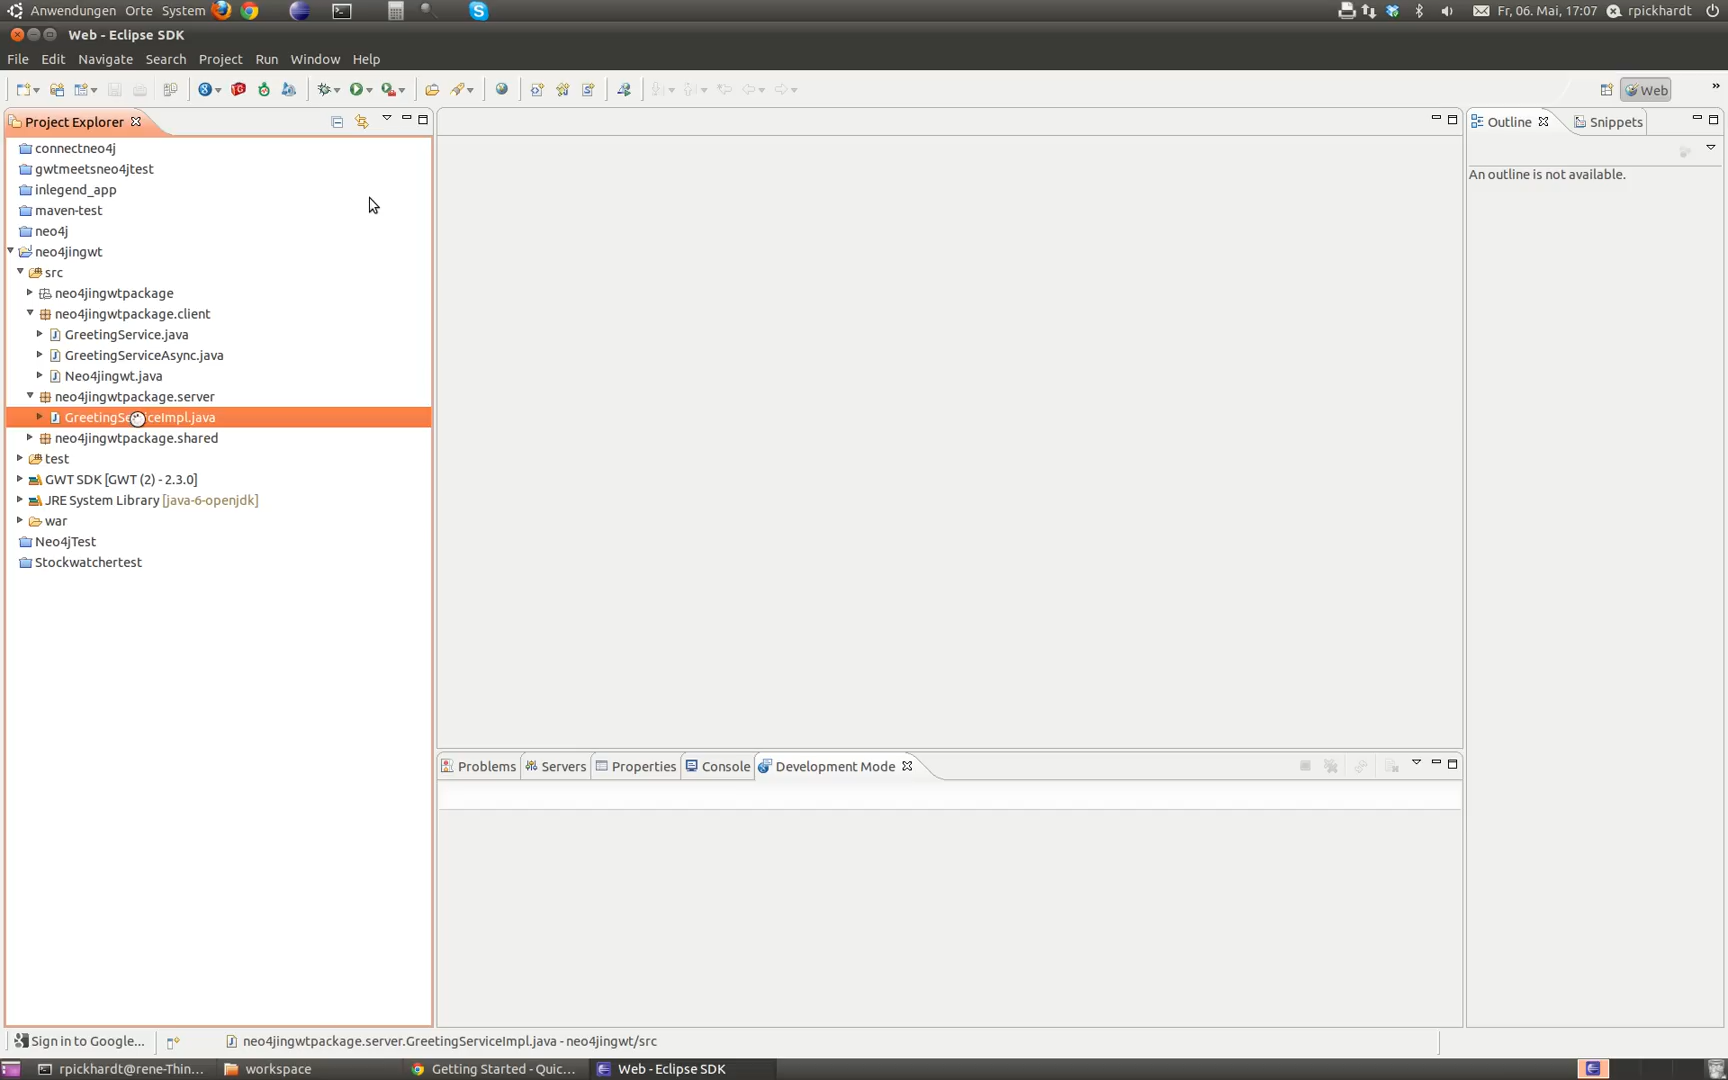 Anwendungen Orte System Fr, 06. Mai, 17:07 rpickhardt
Web - Eclipse SDK
File Edit Navigate Search Project Run Window Help
Web »
Project Explorer
Outline Snippets
connectneo4j
An outline is not available.
gwtmeetsneo4jtest
inlegend_app
maven-test
neo4j
neo4jingwt
src
neo4jingwtpackage
neo4jingwtpackage.client
GreetingService.java
GreetingServiceAsync.java
Neo4jingwt.java
neo4jingwtpackage.server
GreetingServiceImpl.java
neo4jingwtpackage.shared
test
GWT SDK [GWT (2) - 2.3.0]
JRE System Library [java-6-openjdk]
war
Neo4jTest
Stockwatchertest
Problems Servers Properties Console Development Mode
Sign in to Google... neo4jingwtpackage.server.GreetingServiceImpl.java - neo4jingwt/src
rpickhardt@rene-Thin... workspace Getting Started - Quic... Web - Eclipse SDK